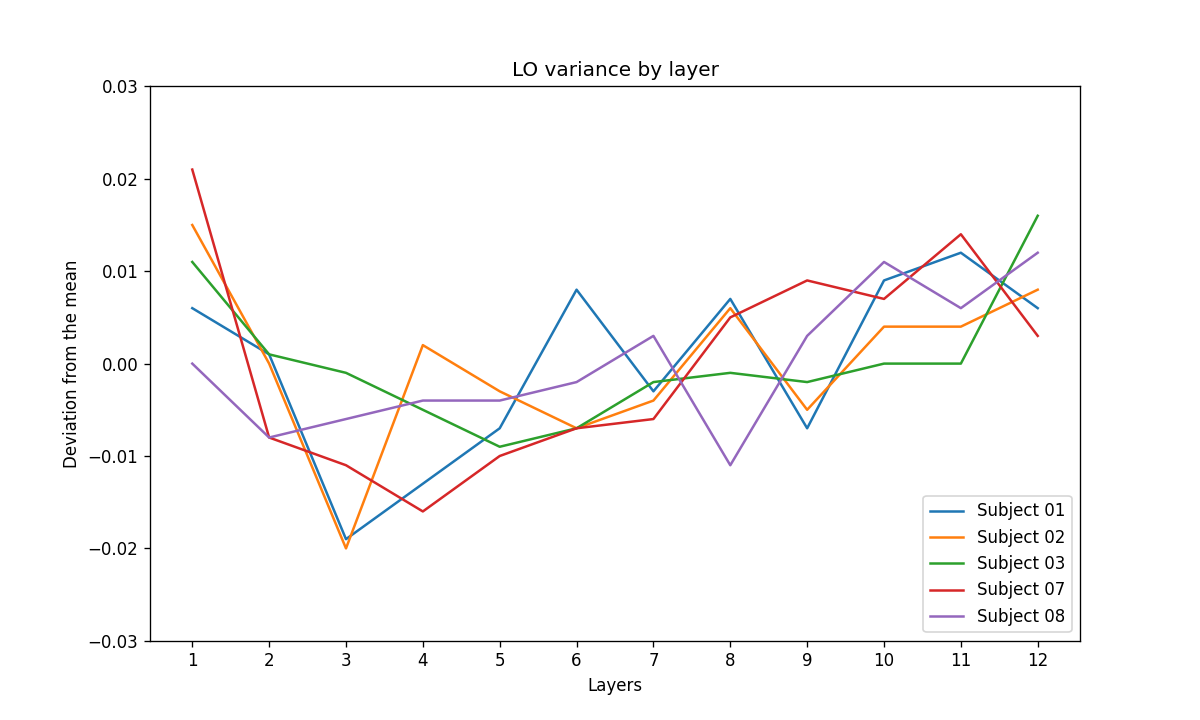 LO variance by layer
0.03
0.02
0.01
0.00
−0.01
−0.02
−0.03
Deviation from the mean
1 2 3 4 5 6 7 8 9 10 11 12
Layers
Subject 01
Subject 02
Subject 03
Subject 07
Subject 08